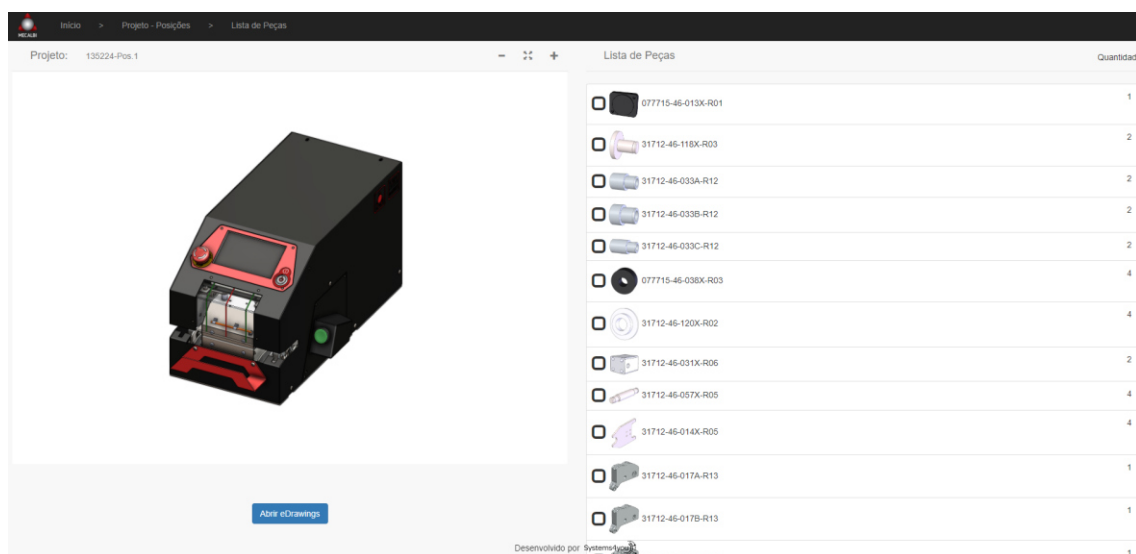 MECALBI
Início > Projeto - Posições > Lista de Peças
Projeto: 135224-Pos.1
Lista de Peças
Quantidad
077715-46-013X-R01 1
31712-46-118X-R03 2
31712-46-033A-R12 2
31712-46-033B-R12 2
31712-46-033C-R12 2
077715-46-038X-R03 4
31712-46-120X-R02 4
31712-46-031X-R06 2
31712-46-057X-R05 4
31712-46-014X-R05 4
31712-46-017A-R13 1
31712-46-017B-R13 1
Abrir eDrawings
Desenvolvido por Systems4you